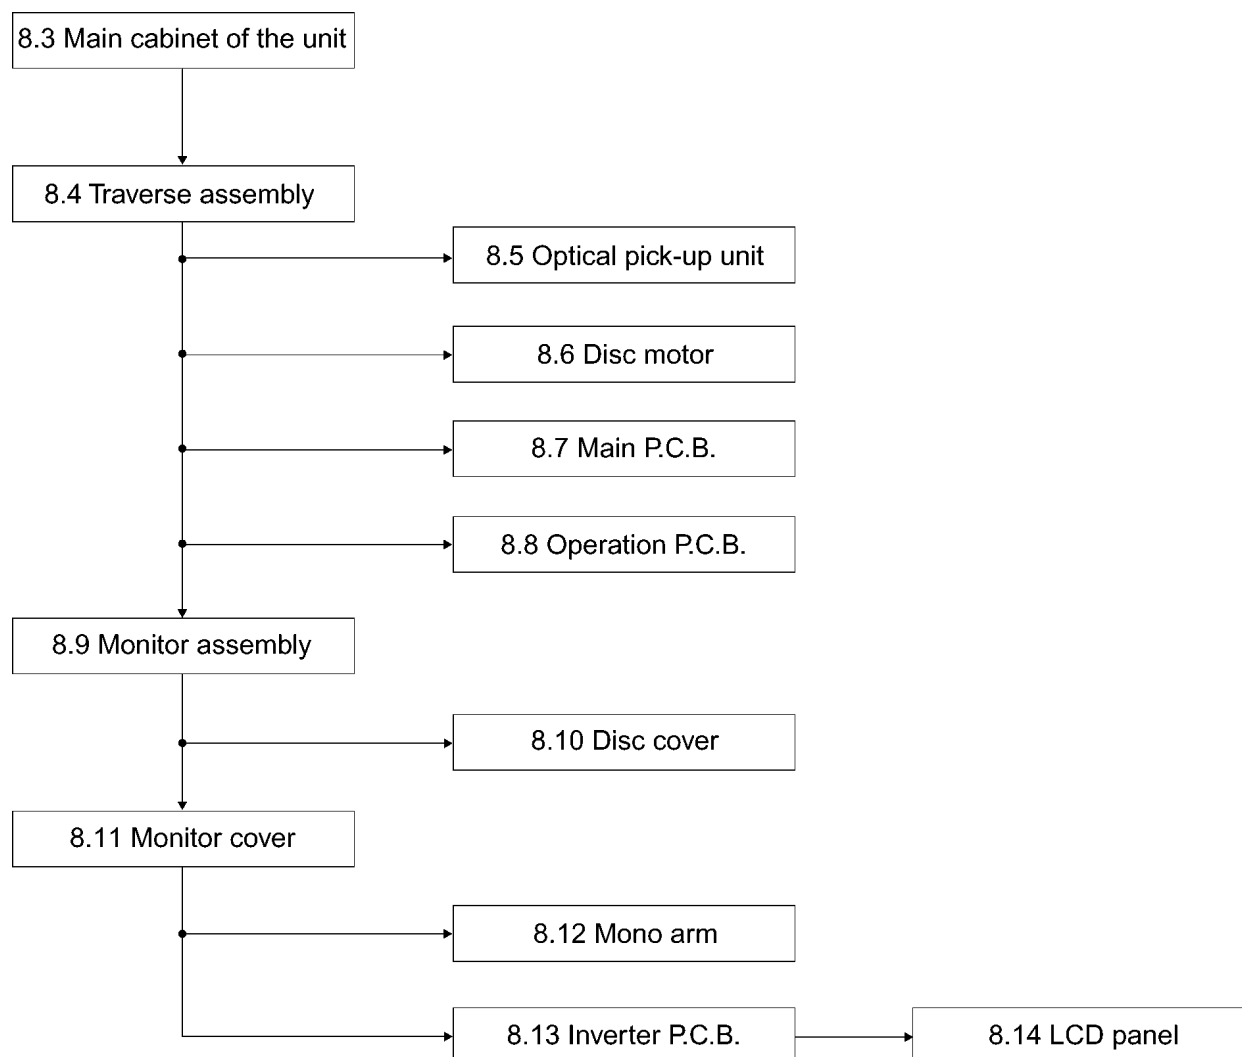 8.3 Main cabinet of the unit
8.4 Traverse assembly
8.5 Optical pick-up unit
8.6 Disc motor
8.7 Main P.C.B.
8.8 Operation P.C.B.
8.9 Monitor assembly
8.10 Disc cover
8.11 Monitor cover
8.12 Mono arm
8.13 Inverter P.C.B.
8.14 LCD panel